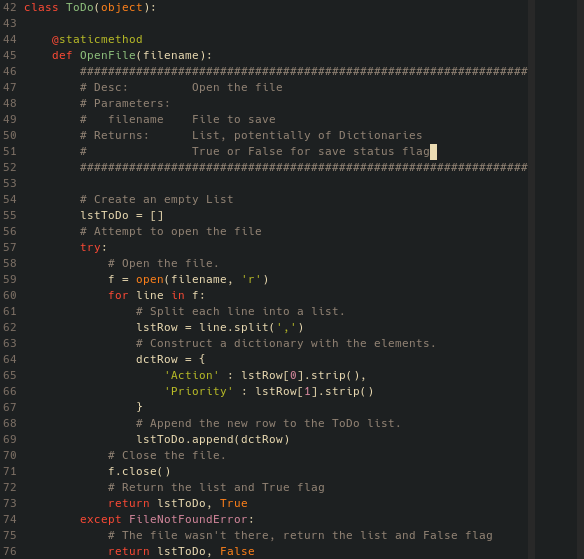 42 class ToDo(object):
43
44     @staticmethod
45     def OpenFile(filename):
46         ################################################################
47         # Desc:         Open the file
48         # Parameters:
49         #   filename    File to save
50         # Returns:      List, potentially of Dictionaries
51         #               True or False for save status flag
52         ################################################################
53
54         # Create an empty List
55         lstToDo = []
56         # Attempt to open the file
57         try:
58             # Open the file.
59             f = open(filename, 'r')
60             for line in f:
61                 # Split each line into a list.
62                 lstRow = line.split(',')
63                 # Construct a dictionary with the elements.
64                 dctRow = {
65                     'Action' : lstRow[0].strip(),
66                     'Priority' : lstRow[1].strip()
67                 }
68                 # Append the new row to the ToDo list.
69                 lstToDo.append(dctRow)
70             # Close the file.
71             f.close()
72             # Return the list and True flag
73             return lstToDo, True
74         except FileNotFoundError:
75             # The file wasn't there, return the list and False flag
76             return lstToDo, False